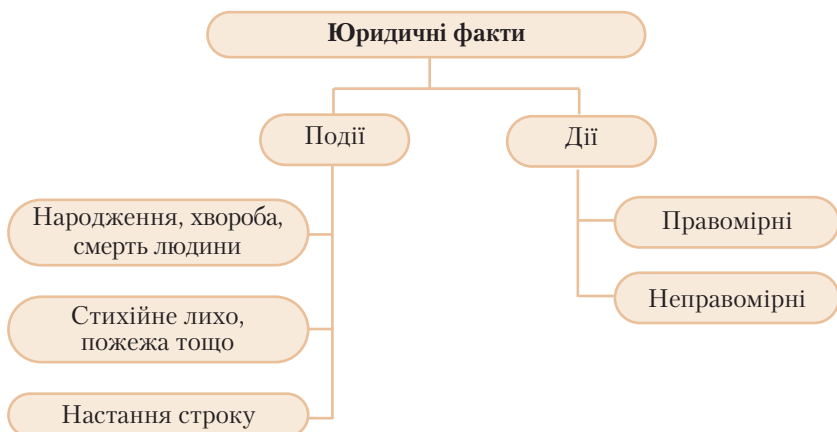 Юридичні факти
Події
Дії
Народження, хвороба,
смерть людини
Стихійне лихо,
пожежа тощо
Настання строку
Правомірні
Неправомірні